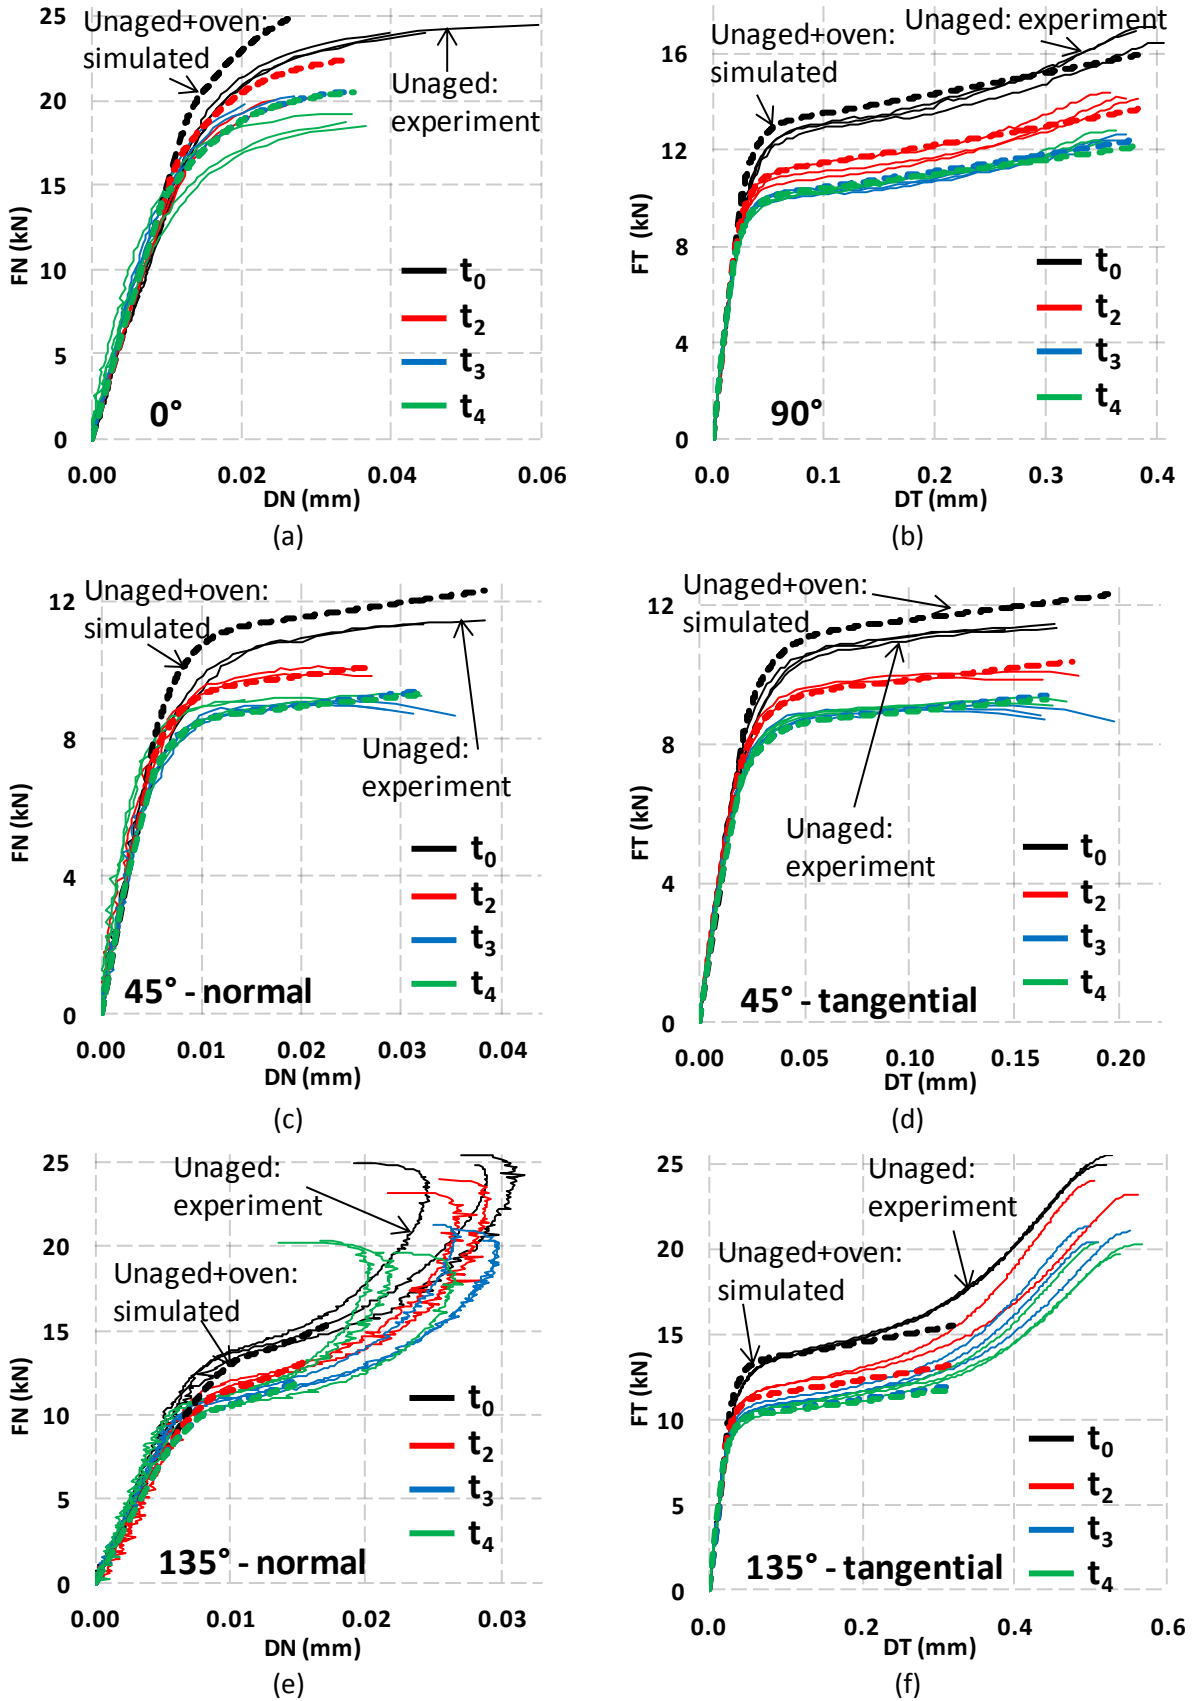 25
20
15
10
5
0
FN (kN)
Unaged+oven:
simulated
Unaged:
experiment
t0
t2
t3
t4
0°
0.00
0.02
0.04
0.06
DN (mm)
(a)
16
12
8
4
0
FT (kN)
Unaged: experiment
Unaged+oven:
simulated
t0
t2
t3
t4
90°
0.0
0.1
0.2
0.3
0.4
DT (mm)
(b)
12
8
4
0
FN (kN)
Unaged+oven:
simulated
Unaged:
experiment
t0
t2
t3
t4
45° - normal
0.00
0.01
0.02
0.03
0.04
DN (mm)
(c)
12
8
4
0
FT (kN)
Unaged+oven:
simulated
Unaged:
experiment
t0
t2
t3
t4
45° - tangential
0.00
0.05
0.10
0.15
0.20
DT (mm)
(d)
25
20
15
10
5
0
FN (kN)
Unaged:
experiment
Unaged+oven:
simulated
t0
t2
t3
t4
135° - normal
0.00
0.01
0.02
0.03
DN (mm)
(e)
25
20
15
10
5
0
FT (kN)
Unaged:
experiment
Unaged+oven:
simulated
t0
t2
t3
t4
135° - tangential
0.0
0.2
0.4
0.6
DT (mm)
(f)